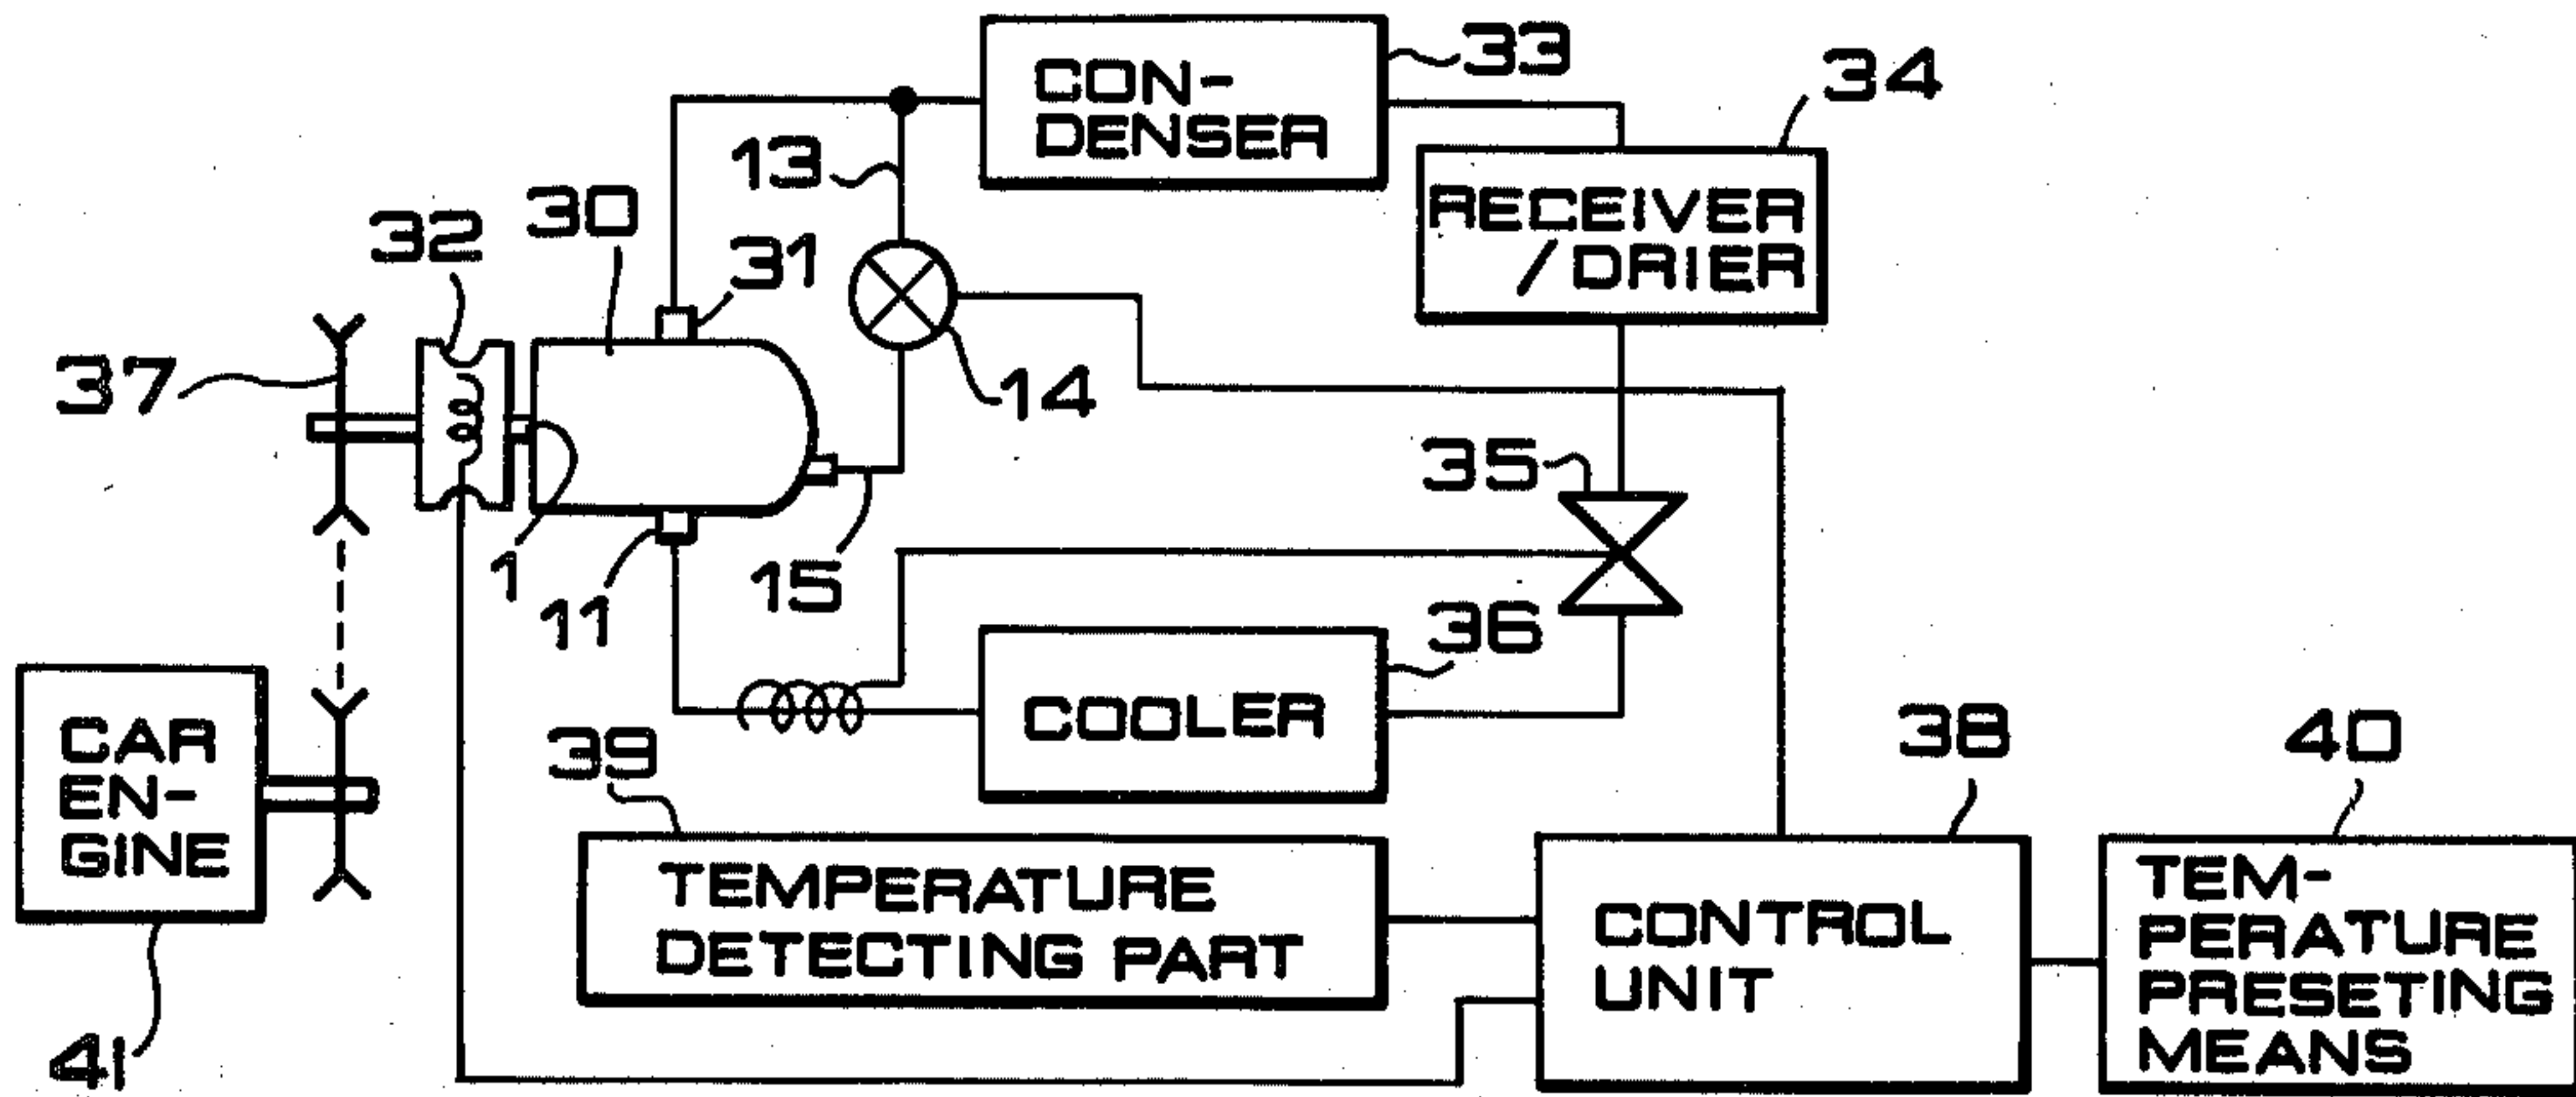 CON-
DENSER
33
34
RECEIVER
/DRIER
13
30
32
31
37
14
35
1
11
15
36
COOLER
CAR
EN-
GINE
39
38
40
TEMPERATURE
DETECTING PART
CONTROL
UNIT
TEM-
PERATURE
PRESETING
MEANS
41